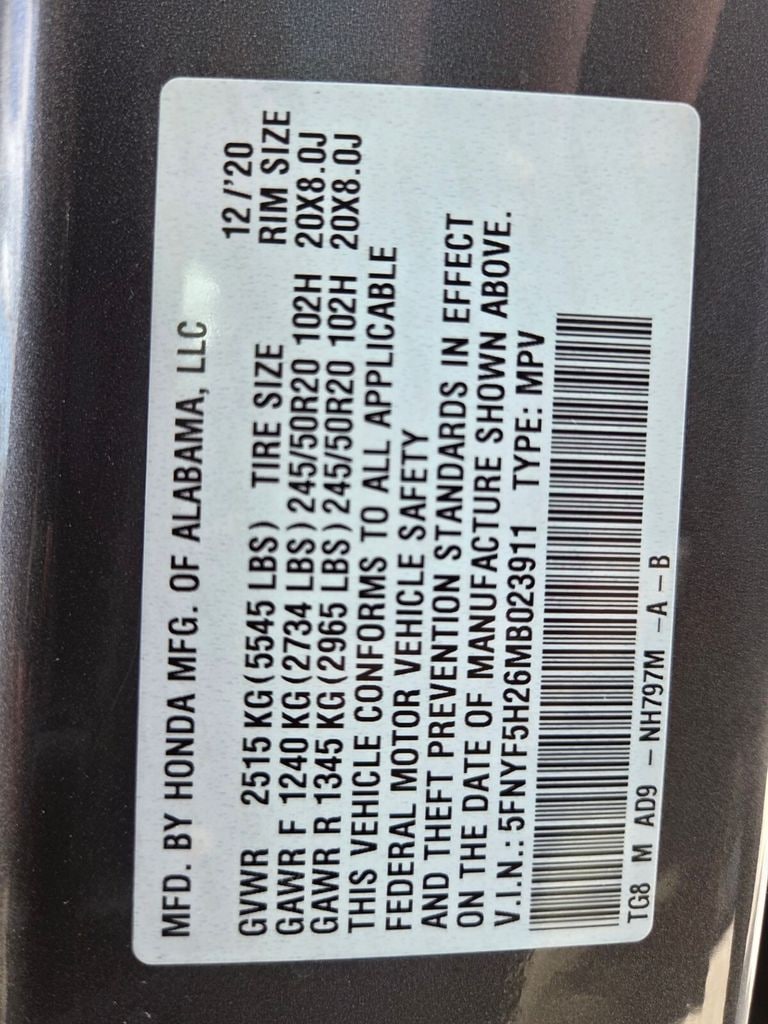 MFD. BY HONDA MFG. OF ALABAMA, LLC
12/'20
GVWR 2515 KG(5545 LBS) TIRE SIZE RIM SIZE
GAWR F 1240 KG(2734 LBS)245/50R20 102H 20X8.0J
GAWR R 1345 KG(2965 LBS)245/50R20 102H 20X8.0J
THIS VEHICLE CONFORMS TO ALL APPLICABLE
FEDERAL MOTOR VEHICLE SAFETY
AND THEFT PREVENTION STANDARDS IN EFFECT
ON THE DATE OF MANUFACTURE SHOWN ABOVE.
V.I.N.: 5FNYF5H26MB023911 TYPE: MPV
TG8 M AD9 – NH797M -A – B